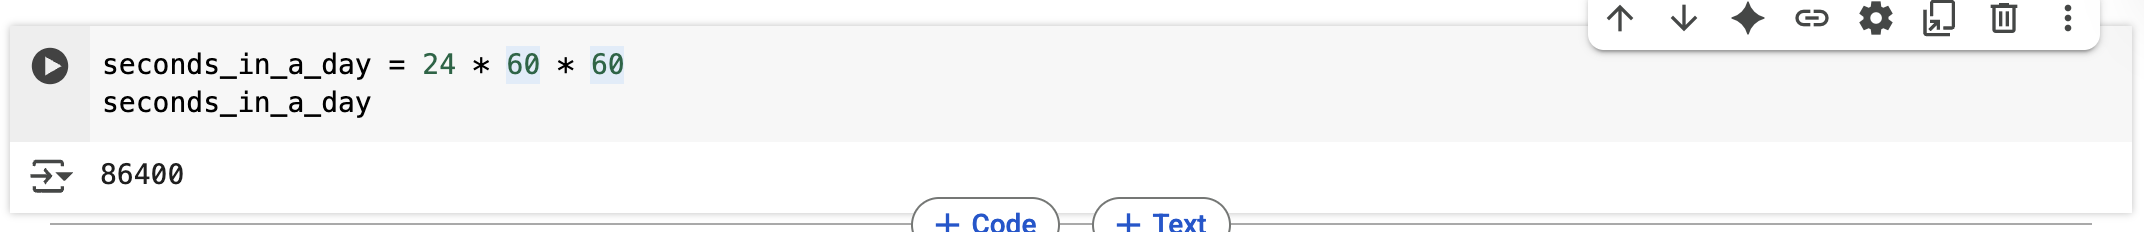 seconds_in_a_day = 24 * 60 * 60
seconds_in_a_day
86400
+ Code + Text